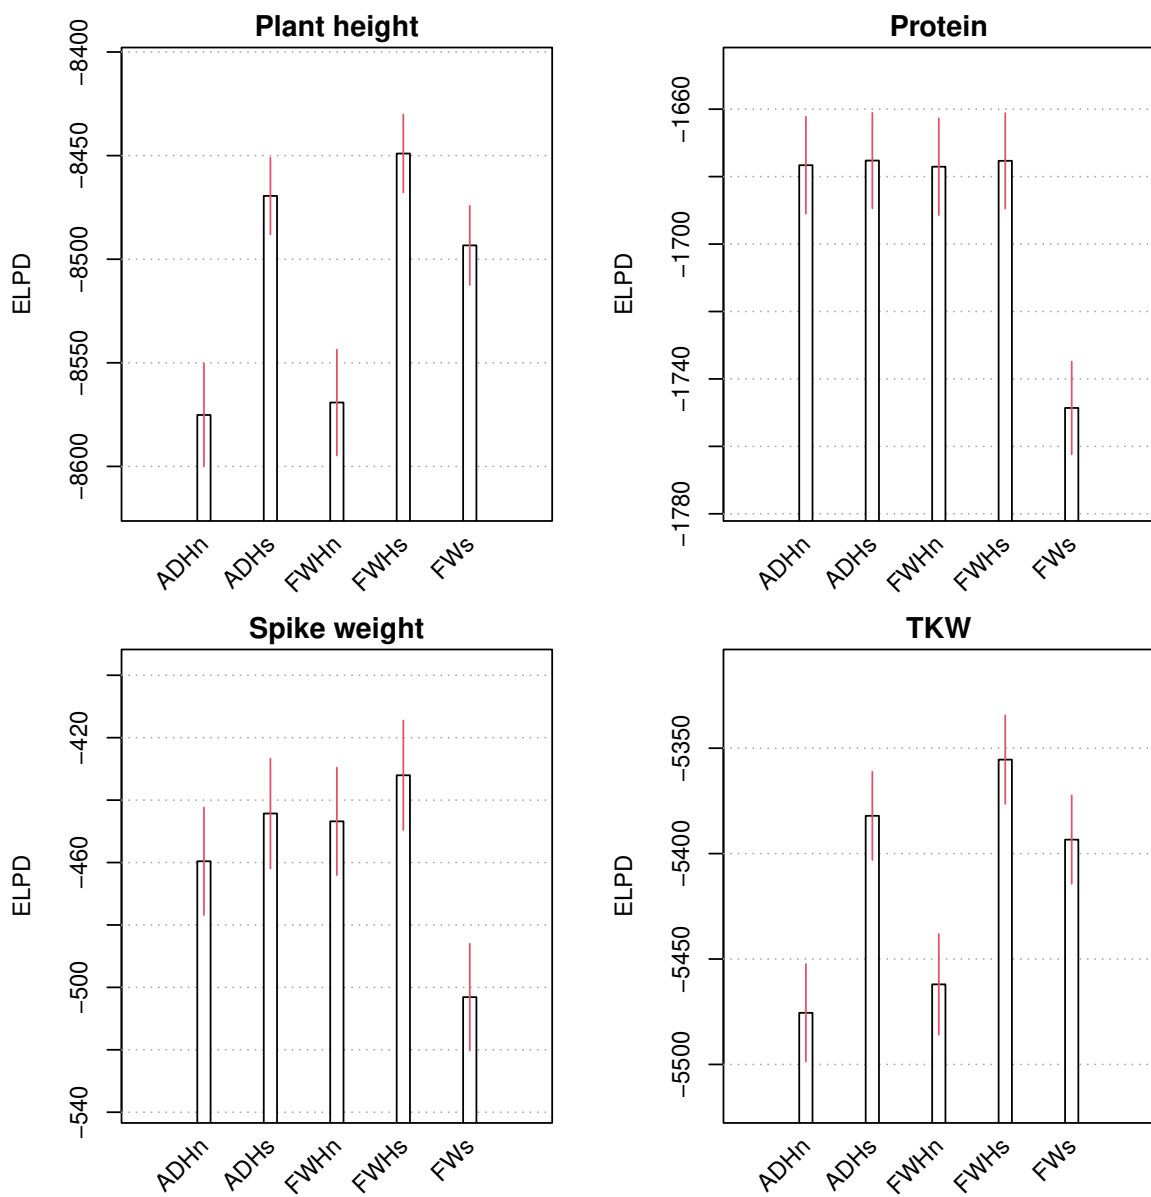 Plant height
ELPD
−8400
−8450
−8500
−8550
−8600
ADHn
ADHs
FWHn
FWHs
FWs
Protein
ELPD
−1660
−1700
−1740
−1780
ADHn
ADHs
FWHn
FWHs
FWs
Spike weight
ELPD
−420
−460
−500
−540
ADHn
ADHs
FWHn
FWHs
FWs
TKW
ELPD
−5350
−5400
−5450
−5500
ADHn
ADHs
FWHn
FWHs
FWs